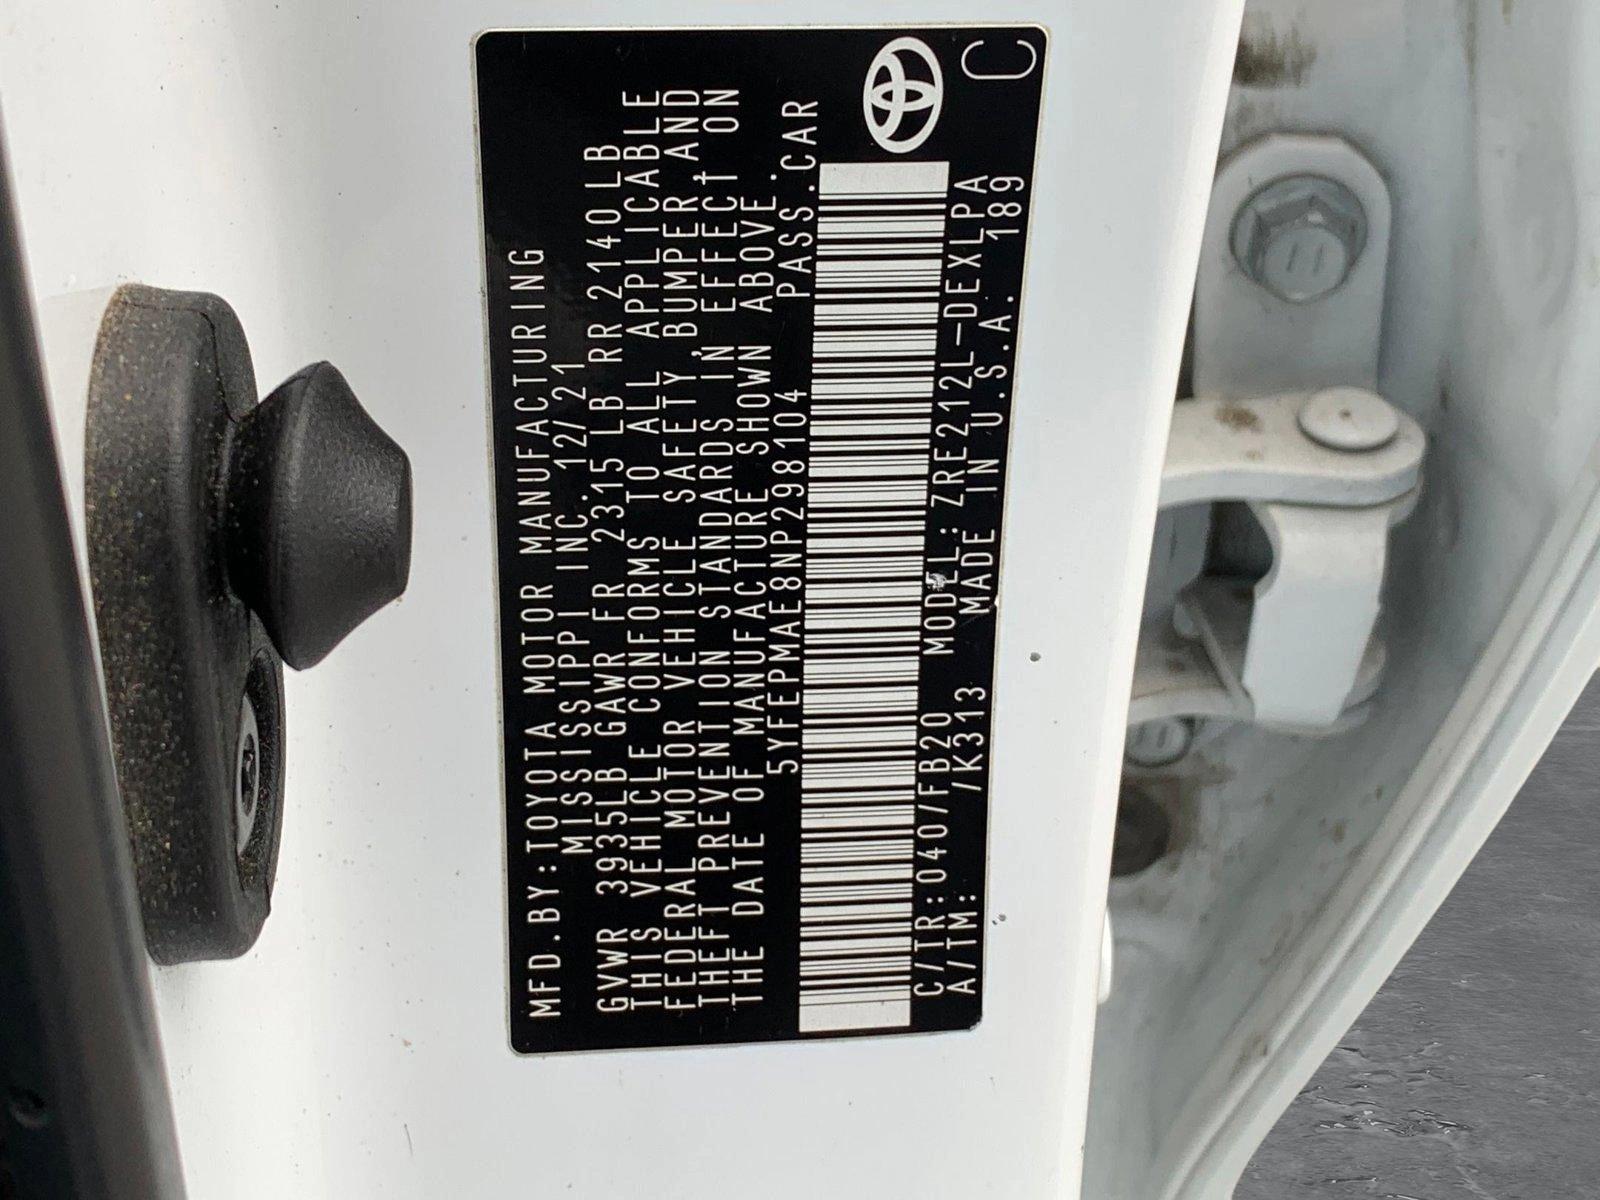 MFD.BY:TOYOTA MOTOR MANUFACTURING
MISSISSIPPI INC. 12/21
GVWR 3935LB GAWR FR 2315 LB RR 2140LB
THIS VEHICLE CONFORMS TO ALL APPLICABLE
FEDERAL MOTOR VEHICLE SAFETY, BUMPER, AND
THEFT PREVENTION STANDARDS IN EFFECT ON
THE DATE OF MANUFACTURE SHOWN ABOVE.
5YFEPMAE8NP298104 PASS.CAR
C/TR:040/FB20 MODEL:ZRE212L-DEXLPA
A/TM: /K313 MADE IN U.S.A. 189
C